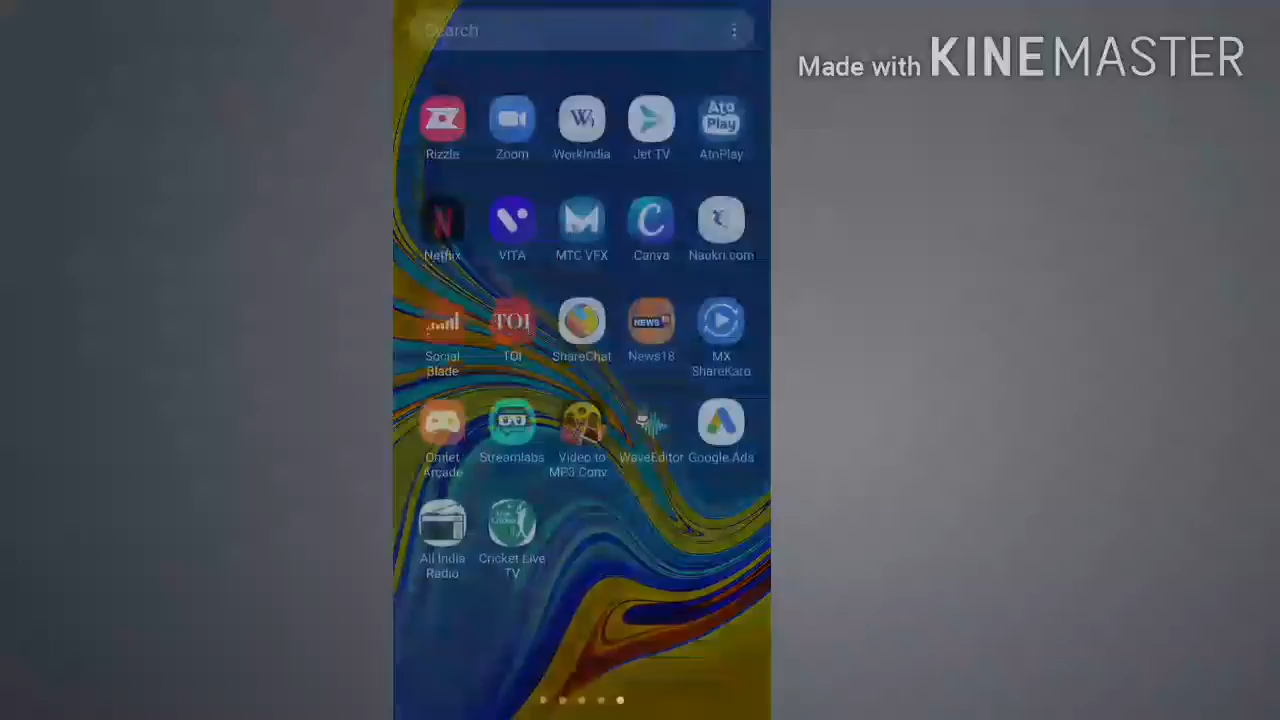 Search
Made with KINEMASTER
Rizzle Zoom WorkIndia Jet TV AtoPlay
Ato
Play
W
N
C
Netflix VITA MTC VFX Canva Naukri.com
TOI
NEWS18
Social
Blade
TOI ShareChat News18 MX
ShareKaro
Omlet
Arcade
Streamlabs Video to
MP3 Conv
WaveEditor Google Ads
All India
Radio
Cricket Live
TV